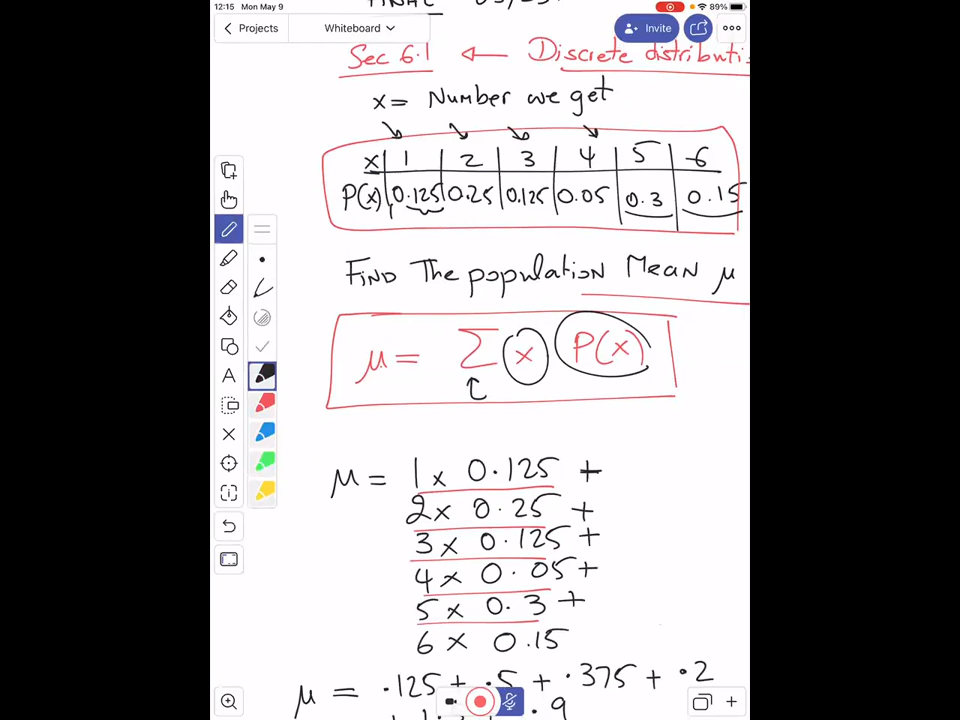 12:15 Mon May 9 89%
Projects Whiteboard Invite
Sec 6.1 ← Discrete
x = Number we get
x 1 2 3 4 5 6
P(x) 0.125 0.25 0.125 0.05 0.3 0.15
FIND The population Mean μ
μ = Σ x P(x)
μ = 1 x 0.125 +
2 x 0.25 +
3 x 0.125 +
4 x 0.05 +
5 x 0.3 +
6 x 0.15
μ = .125 + .5 + .375 + .2
.9
A